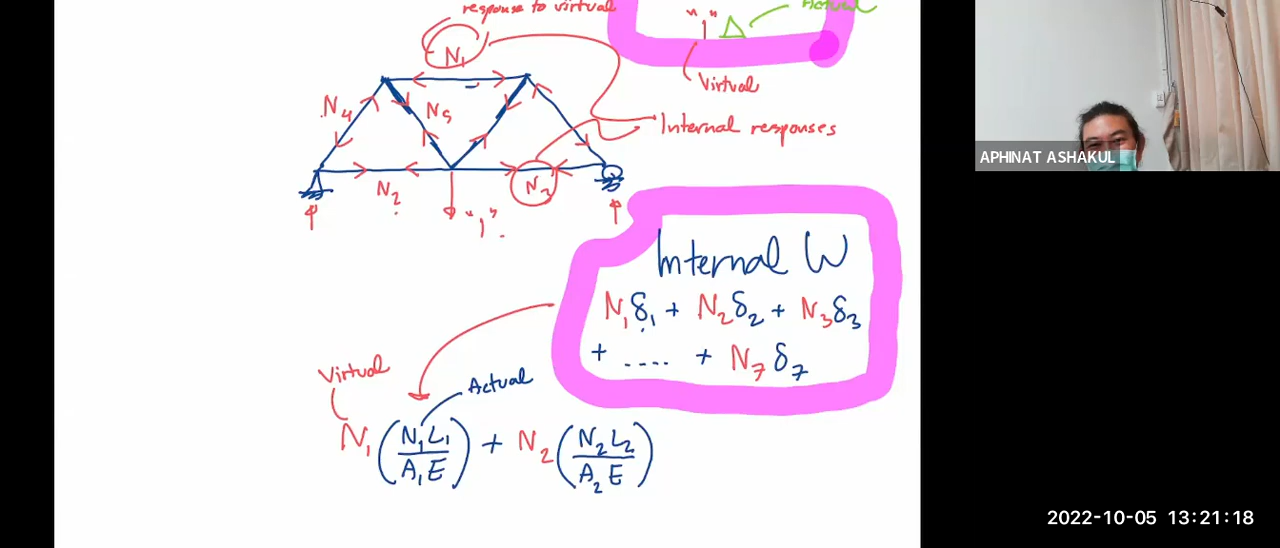 response to virtual
N₁
"1" Δ
Actual
Virtual
N₄
N₅
Internal responses
N₂
N₃
"1"
Internal W
N₁δ₁ + N₂δ₂ + N₃δ₃
+ .... + N₇δ₇
Virtual
Actual
N₁(N₁L₁/A₁E) + N₂(N₂L₂/A₂E)
APHINAT ASHAKUL
2022-10-05 13:21:18